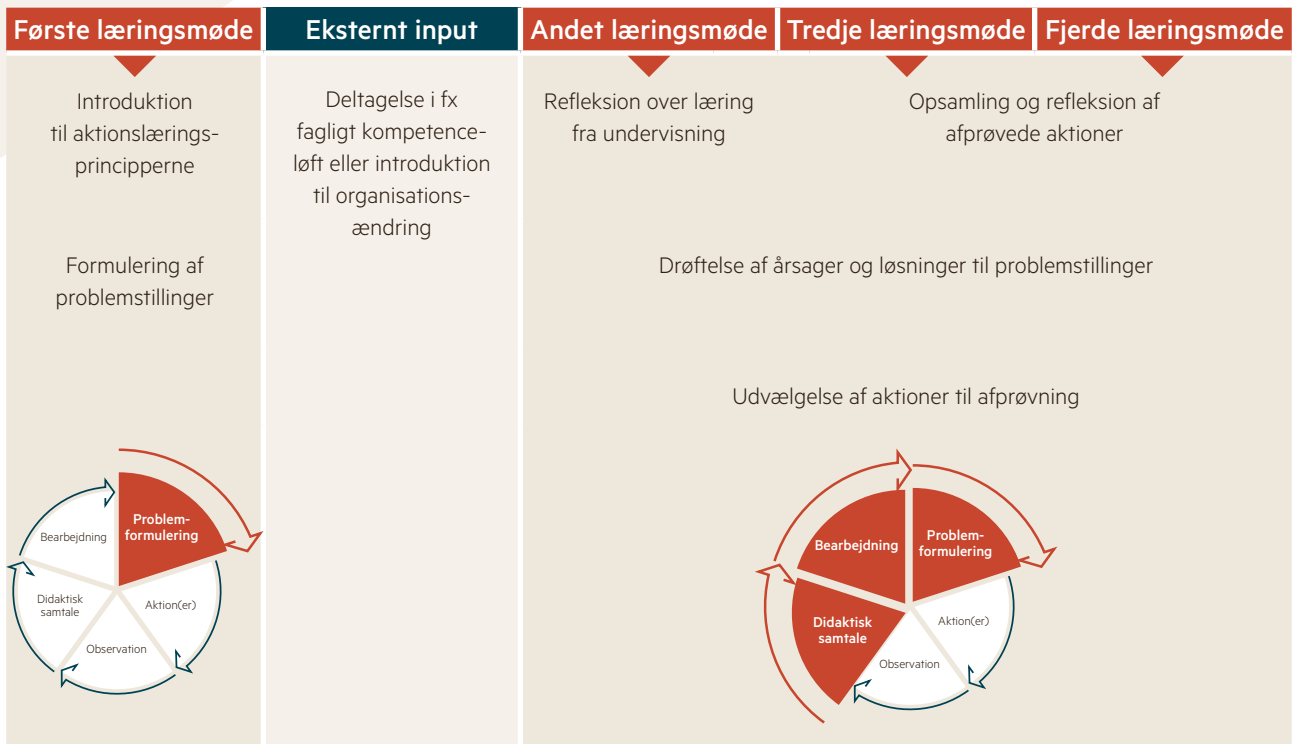 Første læringsmøde
Eksternt input
Andet læringsmøde
Tredje læringsmøde
Fjerde læringsmøde
Introduktion
til aktionslærings-
principperne
Formulering af
problemstillinger
Deltagelse i fx
fagligt kompetence-
løft eller introduktion
til organisations-
ændring
Refleksion over læring
fra undervisning
Opsamling og refleksion af
afprøvede aktioner
Drøftelse af årsager og løsninger til problemstillinger
Udvælgelse af aktioner til afprøvning
Problem-
formulering
Aktion(er)
Observation
Didaktisk
samtale
Bearbejdning
Problem-
formulering
Aktion(er)
Observation
Didaktisk
samtale
Bearbejdning